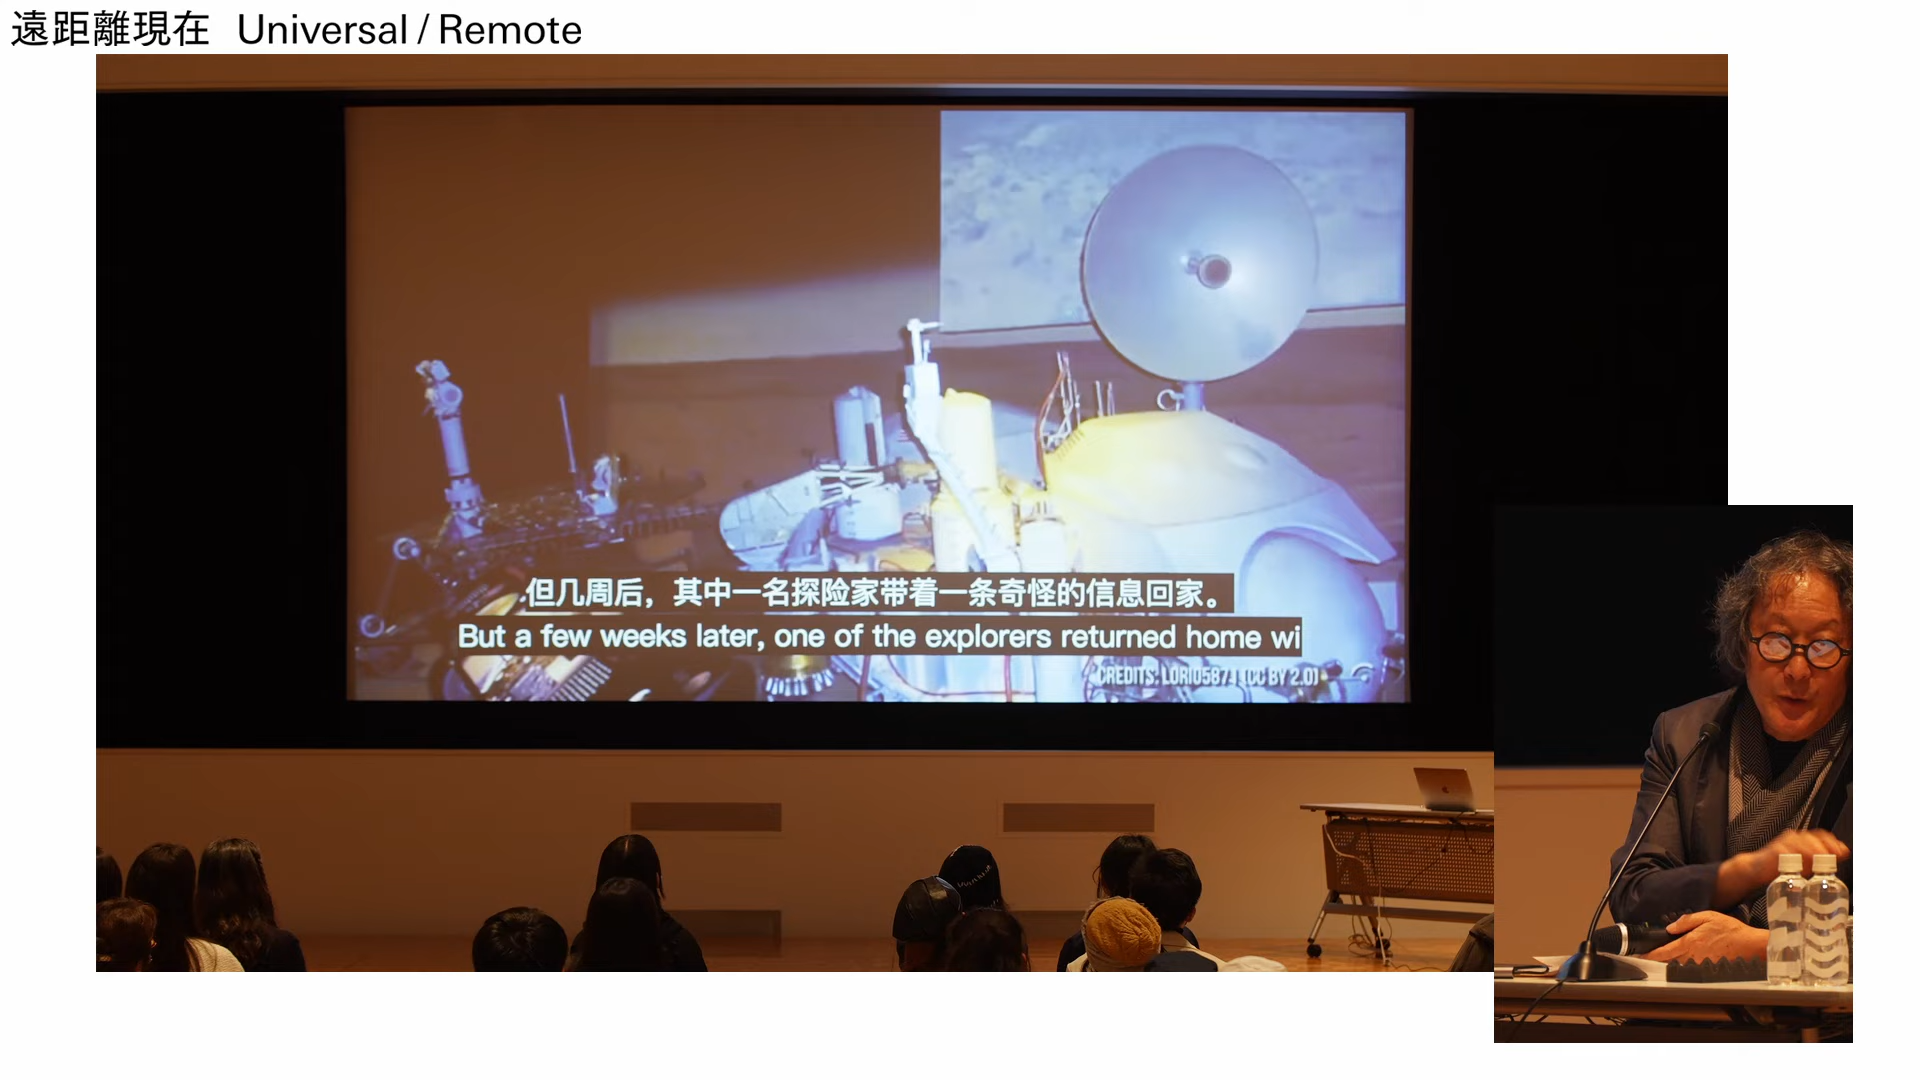 遠距離現在 Universal / Remote
但几周后，其中一名探险家带着一条奇怪的信息回家。
But a few weeks later, one of the explorers returned home wi
CREDITS: LORIO587
(CC BY 2.0)